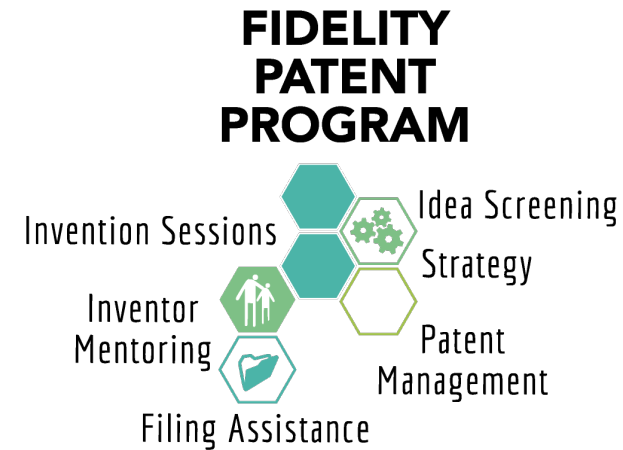 FIDELITY
PATENT
PROGRAM
Idea Screening
Invention Sessions
Strategy
Inventor
Mentoring
Patent
Management
Filing Assistance